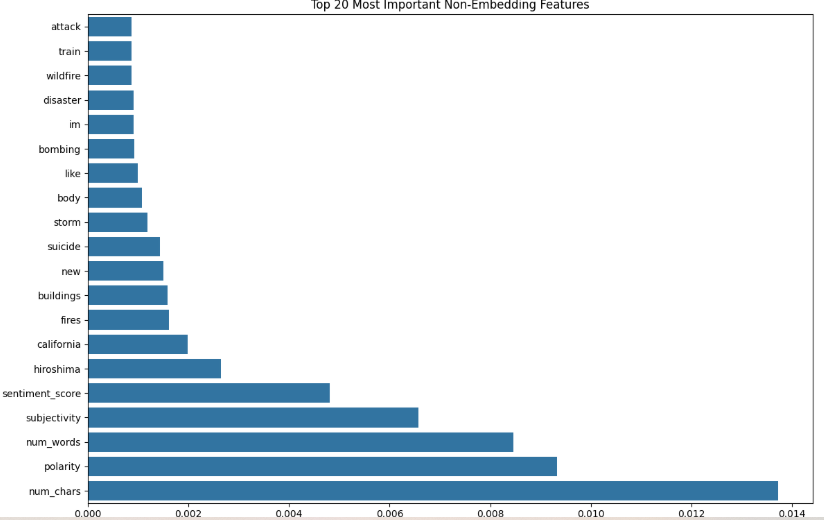 Top 20 Most Important Non-Embedding Features
attack
train
wildfire
disaster
im
bombing
like
body
storm
suicide
new
buildings
fires
california
hiroshima
sentiment_score
subjectivity
num_words
polarity
num_chars
0.000 0.002 0.004 0.006 0.008 0.010 0.012 0.014